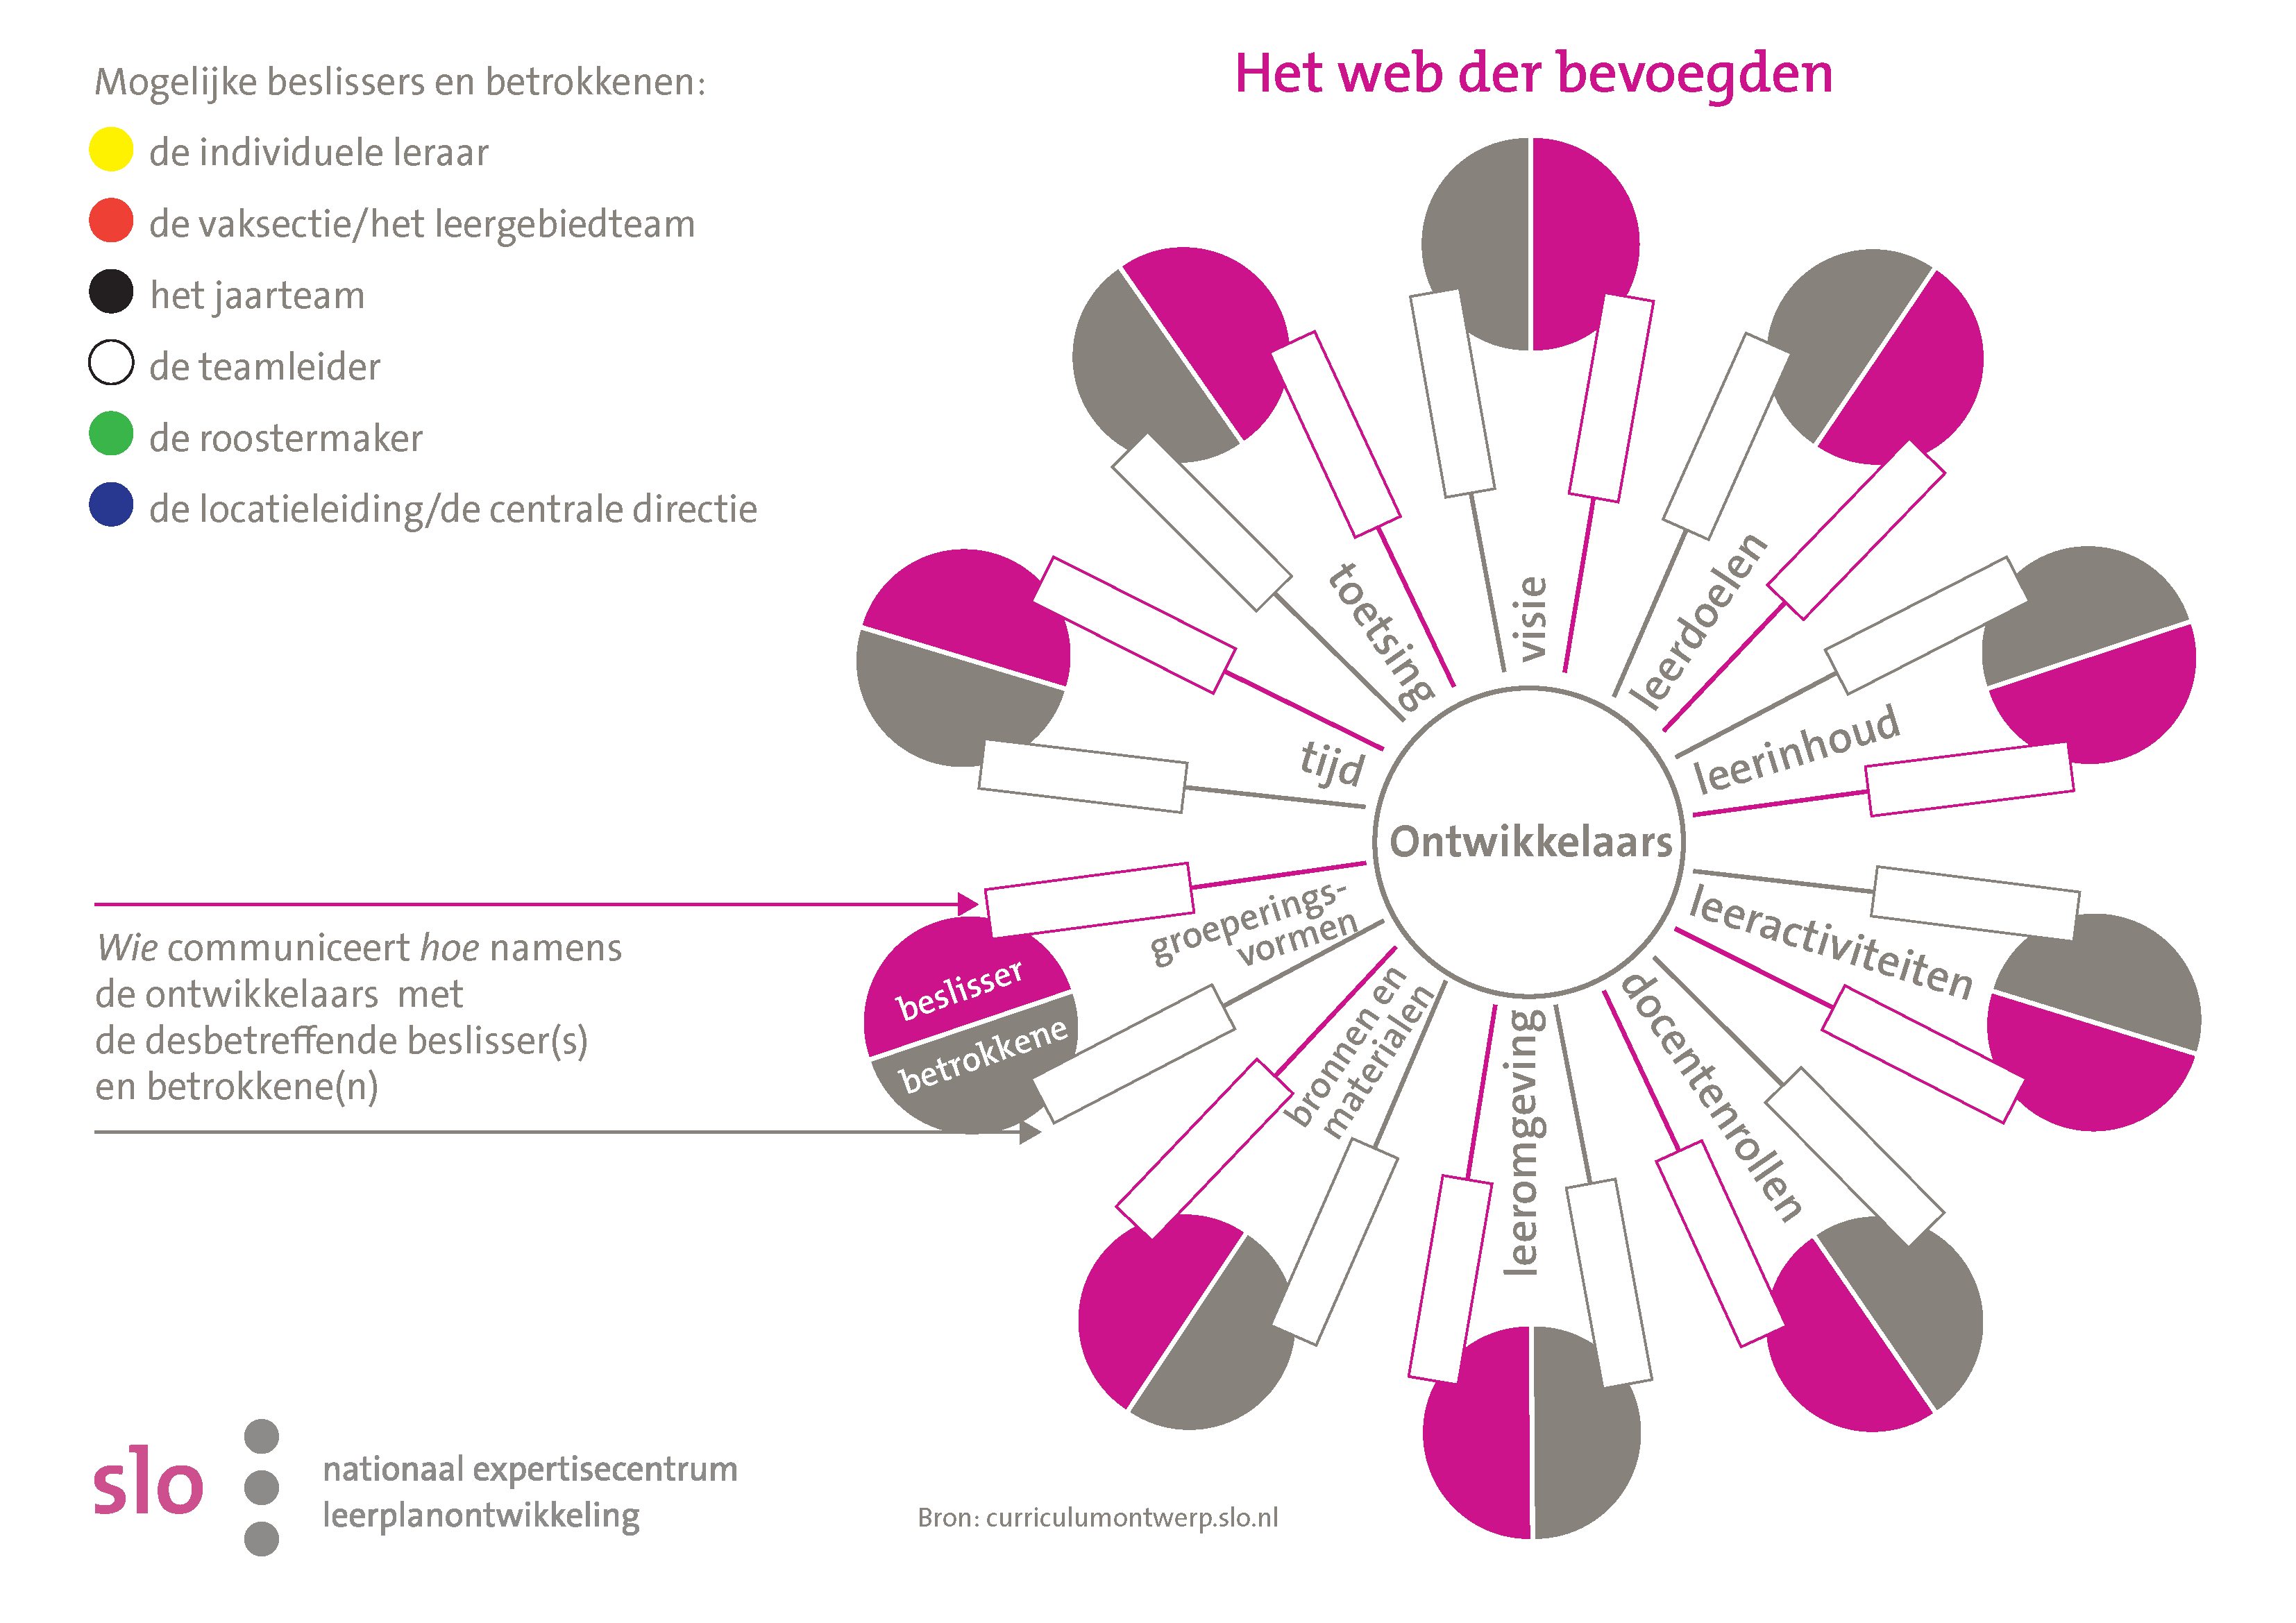 Het web der bevoegden
Mogelijke beslissers en betrokkenen:
de individuele leraar
de vaksectie/het leergebiedteam
het jaarteam
de teamleider
de roostermaker
de locatieleiding/de centrale directie
visie
leerdoelen
leerinhoud
leeractiviteiten
docentenrollen
leeromgeving
bronnen en
materialen
groeperings-
vormen
tijd
toetsing
Ontwikkelaars
beslisser
betrokkene
Wie communiceert hoe namens
de ontwikkelaars met
de desbetreffende beslisser(s)
en betrokkene(n)
slo
nationaal expertisecentrum
leerplanontwikkeling
Bron: curriculumontwerp.slo.nl